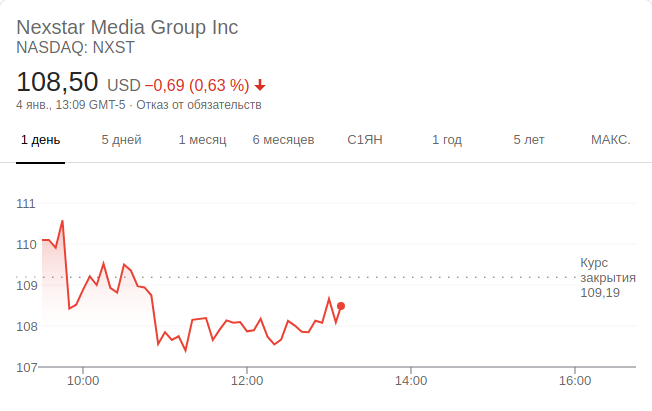 Nexstar Media Group Inc
NASDAQ: NXST
108,50 USD −0,69 (0,63 %)
4 янв., 13:09 GMT-5 · Отказ от обязательств
1 день 5 дней 1 месяц 6 месяцев С1ЯН 1 год 5 лет МАКС.
111
110
Курс
закрытия
109,19
109
108
107
10:00 12:00 14:00 16:00